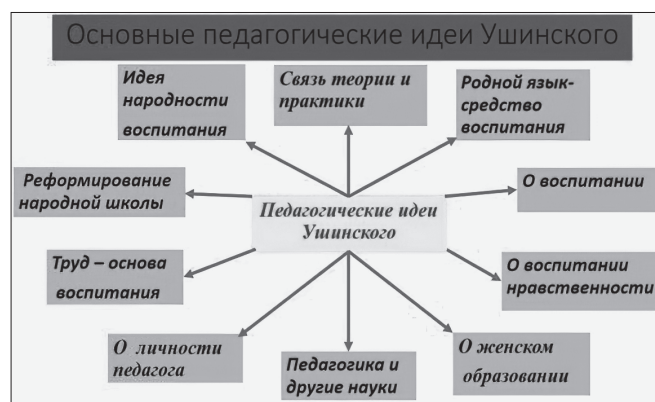 Основные педагогические идеи Ушинского
Идея
народности
воспитания
Связь теории и
практики
Родной язык-
средство
воспитания
Реформирование
народной школы
Педагогические идеи
Ушинского
О воспитании
Труд – основа
воспитания
О воспитании
нравственности
О личности
педагога
Педагогика и
другие науки
О женском
образовании